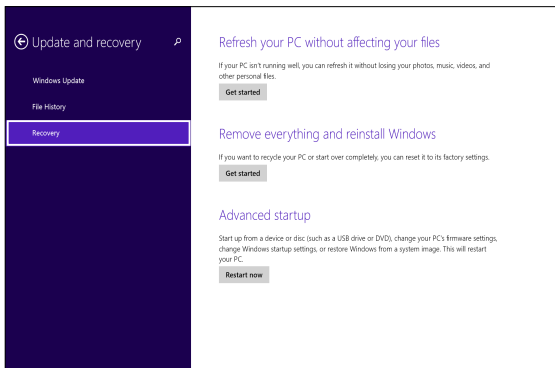 Update and recovery
Windows Update
File History
Recovery
Refresh your PC without affecting your files
If your PC isn't running well, you can refresh it without losing your photos, music, videos, and
other personal files.
Get started
Remove everything and reinstall Windows
If you want to recycle your PC or start over completely, you can reset it to its factory settings.
Get started
Advanced startup
Start up from a device or disc (such as a USB drive or DVD), change your PC's firmware settings,
change Windows startup settings, or restore Windows from a system image. This will restart
your PC.
Restart now